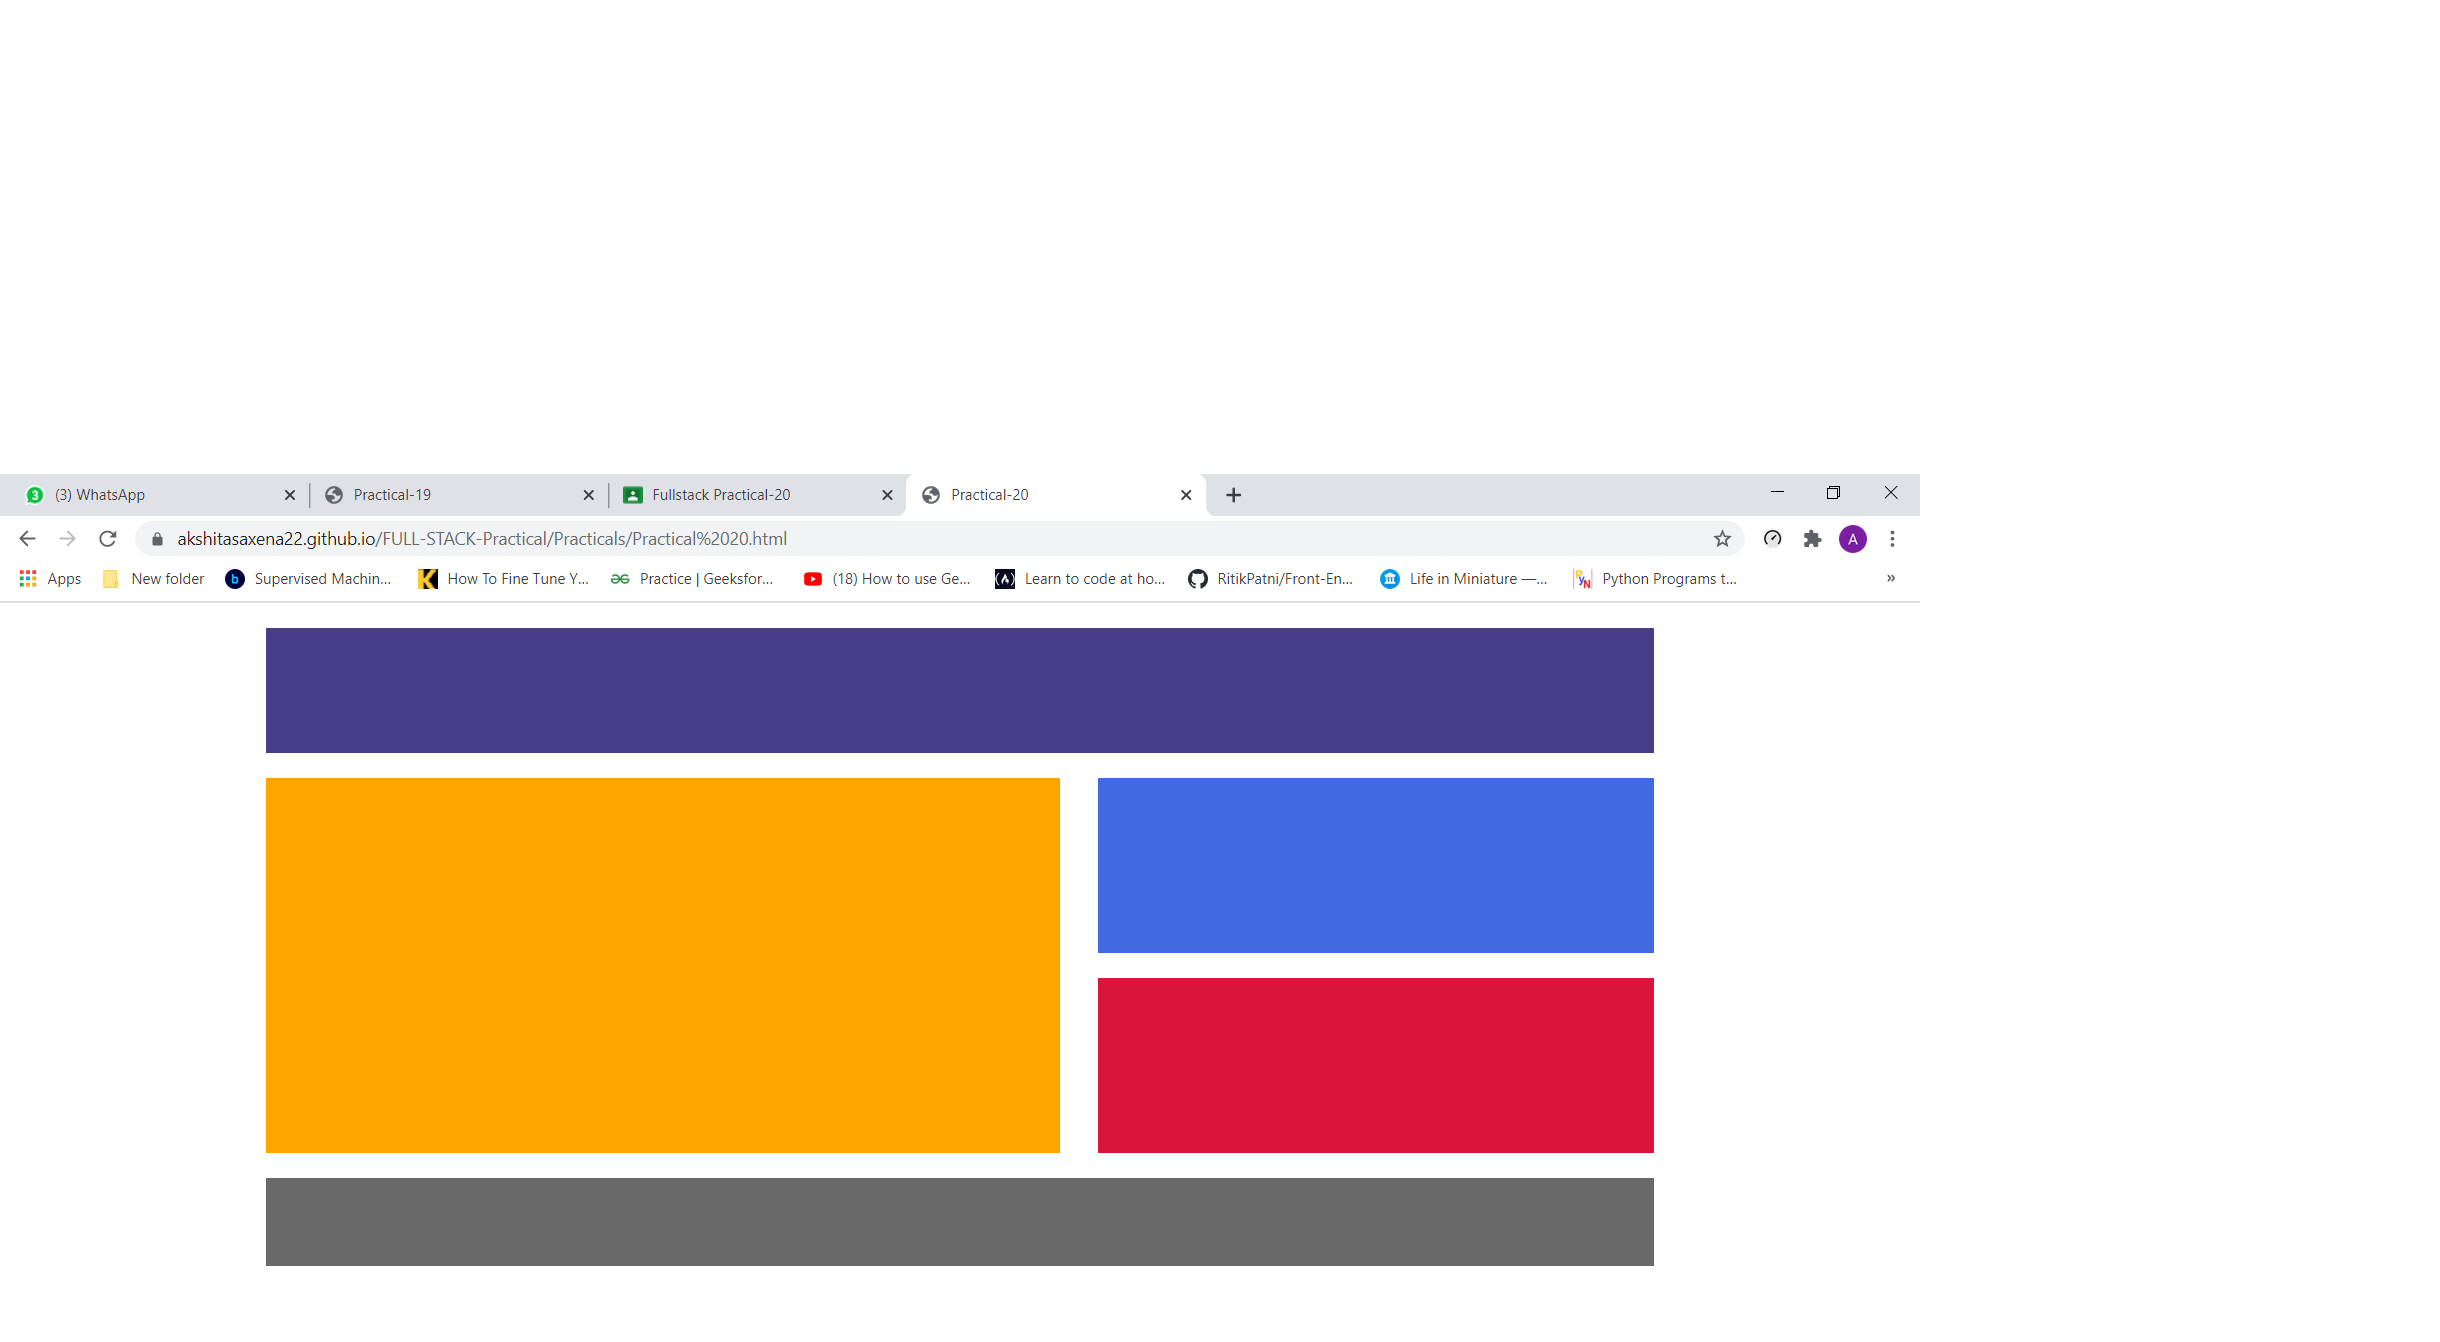 3 (3) WhatsApp Practical-19 Fullstack Practical-20 Practical-20
akshitasaxena22.github.io/FULL-STACK-Practical/Practicals/Practical%2020.html A
Apps New folder b Supervised Machin... K How To Fine Tune Y... Practice | Geeksfor... (18) How to use Ge... Learn to code at ho... RitikPatni/Front-En... Life in Miniature —... PyN Python Programs t... »